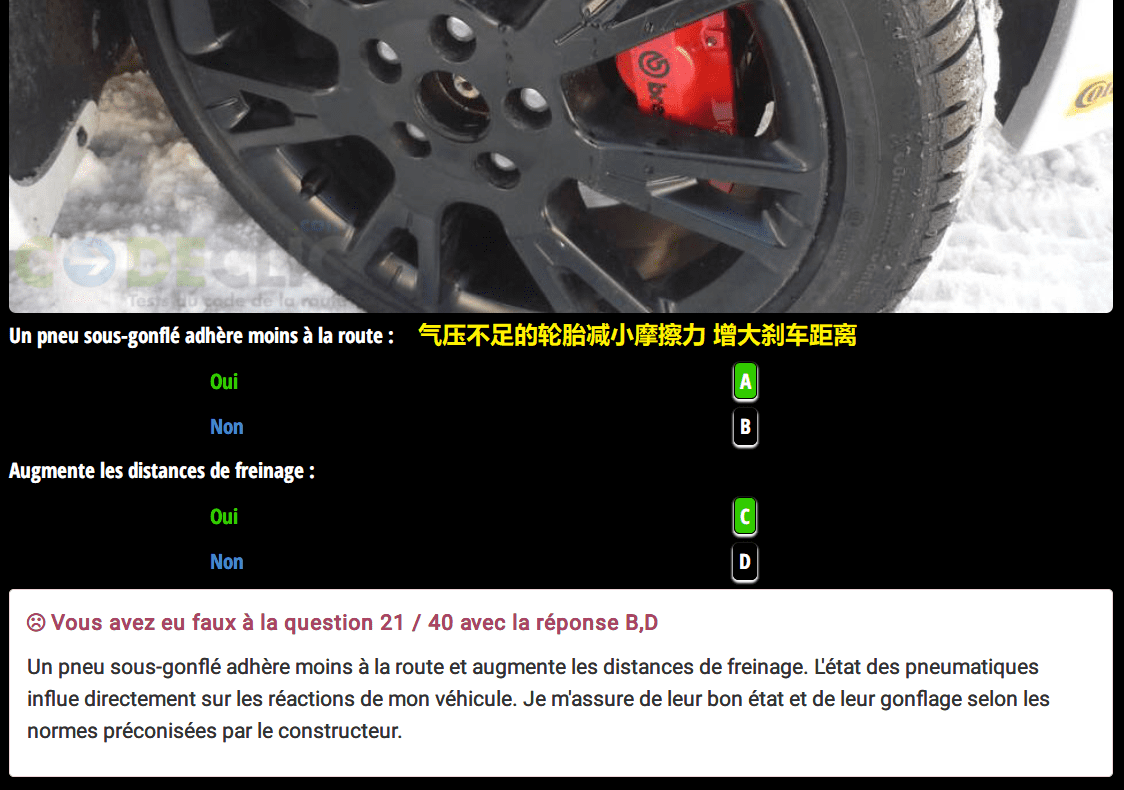 CODECLIC
Tests du code de la route
Un pneu sous-gonflé adhère moins à la route : 气压不足的轮胎减小摩擦力 增大刹车距离
Oui A
Non B
Augmente les distances de freinage :
Oui C
Non D
Vous avez eu faux à la question 21 / 40 avec la réponse B,D
Un pneu sous-gonflé adhère moins à la route et augmente les distances de freinage. L'état des pneumatiques
influe directement sur les réactions de mon véhicule. Je m'assure de leur bon état et de leur gonflage selon les
normes préconisées par le constructeur.